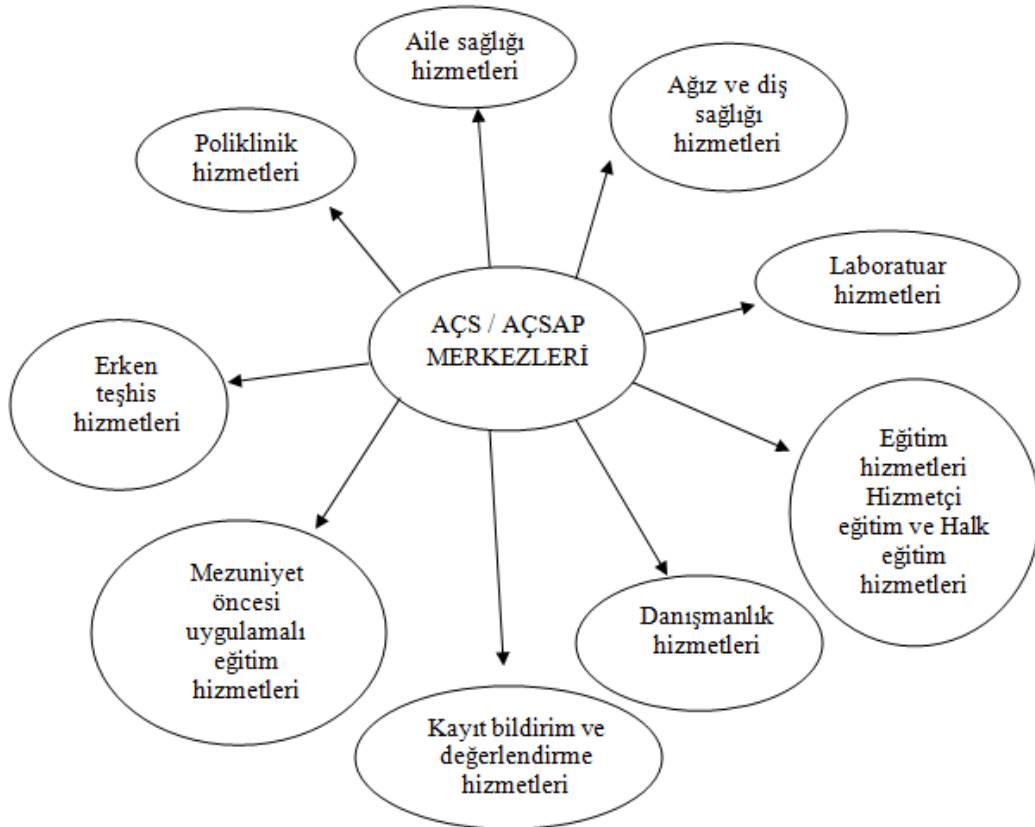 Aile sağlığı
hizmetleri
Ağız ve diş
sağlığı
hizmetleri
Poliklinik
hizmetleri
Laboratuar
hizmetleri
AÇS / AÇSAP
MERKEZLERİ
Erken
teşhis
hizmetleri
Eğitim
hizmetleri
Hizmetçi
eğitim ve Halk
eğitim
hizmetleri
Mezuniyet
öncesi
uygulamalı
eğitim
hizmetleri
Danışmanlık
hizmetleri
Kayıt bildirim ve
değerlendirme
hizmetleri